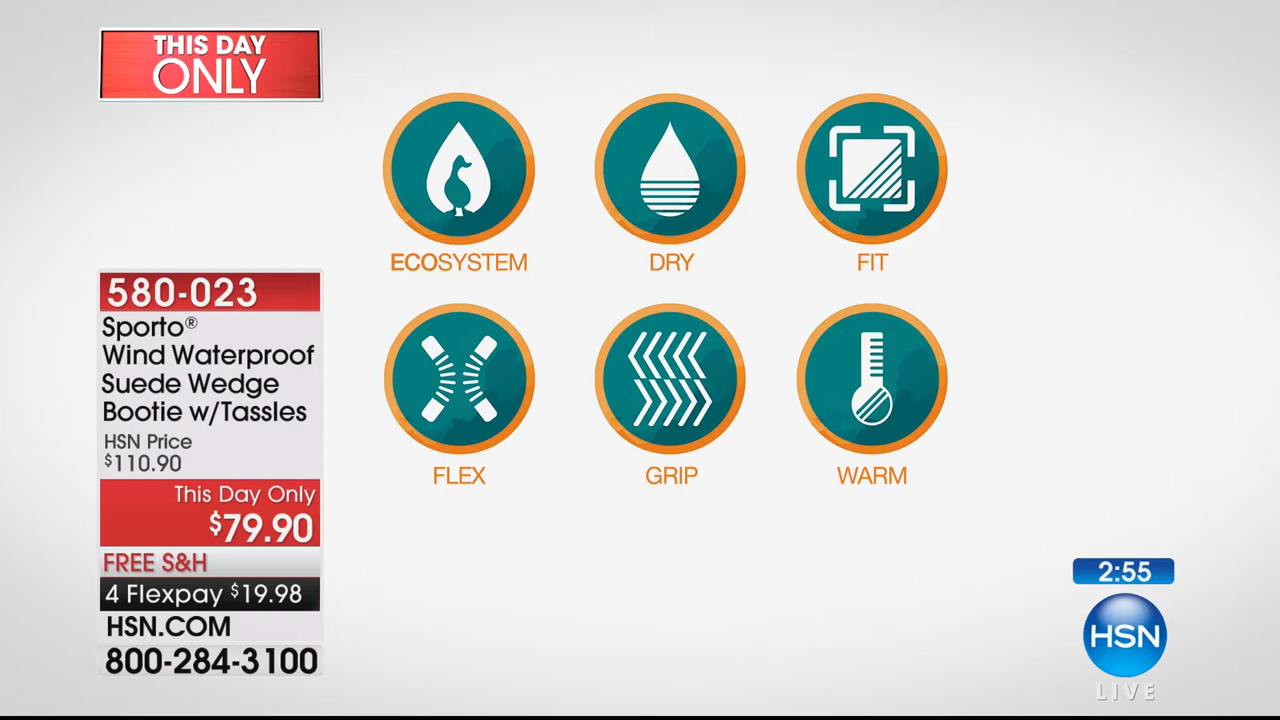 THIS DAY
ONLY
ECOSYSTEM
DRY
FIT
FLEX
GRIP
WARM
580-023
Sporto®
Wind Waterproof
Suede Wedge
Bootie w/Tassles
HSN Price
$110.90
This Day Only
$79.90
FREE S&H
4 Flexpay $19.98
HSN.COM
800-284-3100
2:55
HSN
LIVE